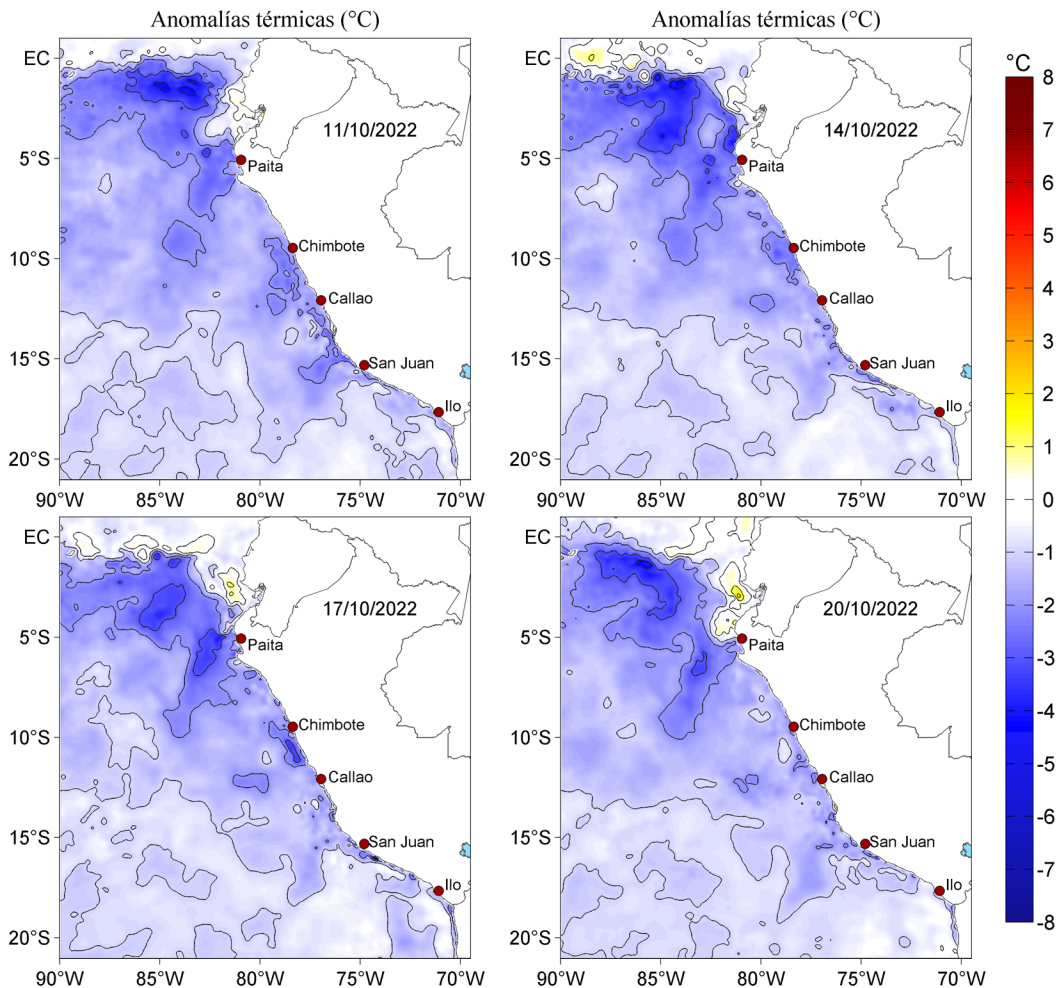 Anomalías térmicas (°C)
Anomalías térmicas (°C)
EC
5°S
10°S
15°S
20°S
11/10/2022
Paita
Chimbote
Callao
San Juan
Ilo
90°W
85°W
80°W
75°W
70°W
EC
5°S
10°S
15°S
20°S
14/10/2022
Paita
Chimbote
Callao
San Juan
Ilo
90°W
85°W
80°W
75°W
70°W
EC
5°S
10°S
15°S
20°S
17/10/2022
Paita
Chimbote
Callao
San Juan
Ilo
90°W
85°W
80°W
75°W
70°W
EC
5°S
10°S
15°S
20°S
20/10/2022
Paita
Chimbote
Callao
San Juan
Ilo
90°W
85°W
80°W
75°W
70°W
°C
8
7
6
5
4
3
2
1
0
-1
-2
-3
-4
-5
-6
-7
-8